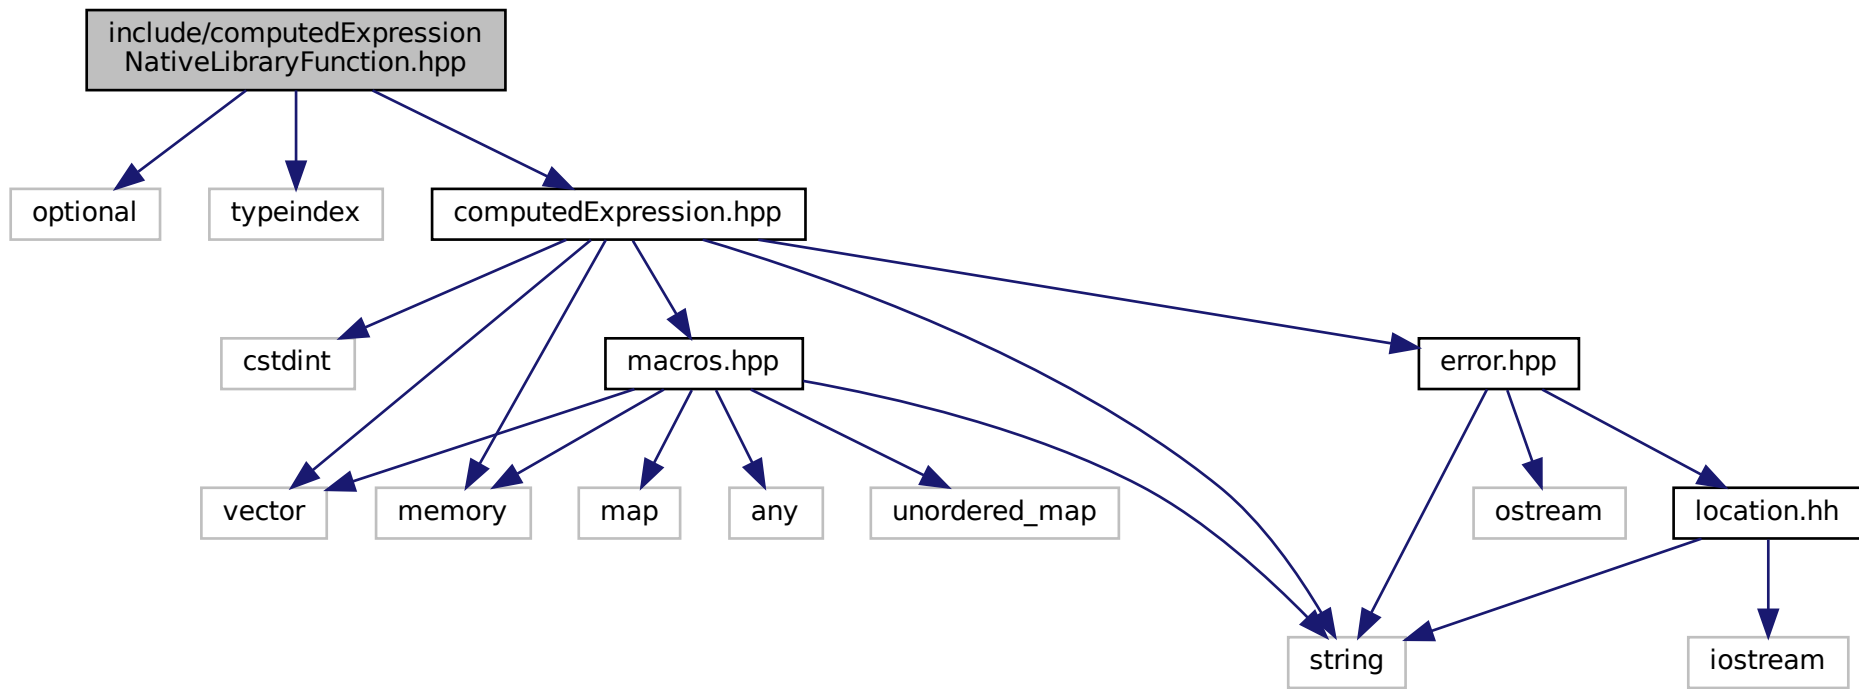 include/computedExpression
NativeLibraryFunction.hpp
optional
typeindex
computedExpression.hpp
cstdint
macros.hpp
error.hpp
vector
memory
map
any
unordered_map
ostream
location.hh
string
iostream